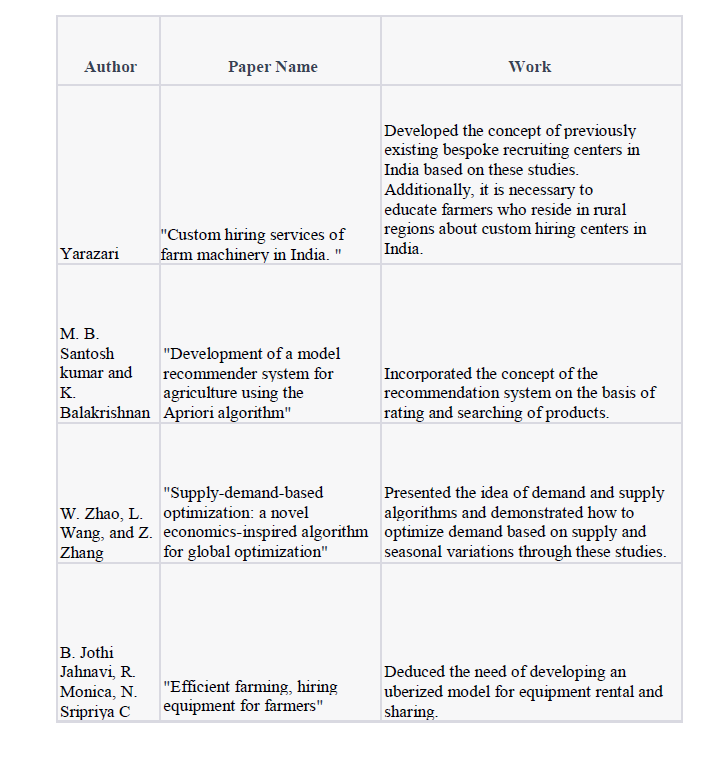 Author
Paper Name
Work
Yarazari
"Custom hiring services of
farm machinery in India. "
Developed the concept of previously
existing bespoke recruiting centers in
India based on these studies.
Additionally, it is necessary to
educate farmers who reside in rural
regions about custom hiring centers in
India.
M. B.
Santosh
kumar and
K.
Balakrishnan
"Development of a model
recommender system for
agriculture using the
Apriori algorithm"
Incorporated the concept of the
recommendation system on the basis of
rating and searching of products.
W. Zhao, L.
Wang, and Z.
Zhang
"Supply-demand-based
optimization: a novel
economics-inspired algorithm
for global optimization"
Presented the idea of demand and supply
algorithms and demonstrated how to
optimize demand based on supply and
seasonal variations through these studies.
B. Jothi
Jahnavi, R.
Monica, N.
Sripriya C
"Efficient farming, hiring
equipment for farmers"
Deduced the need of developing an
uberized model for equipment rental and
sharing.